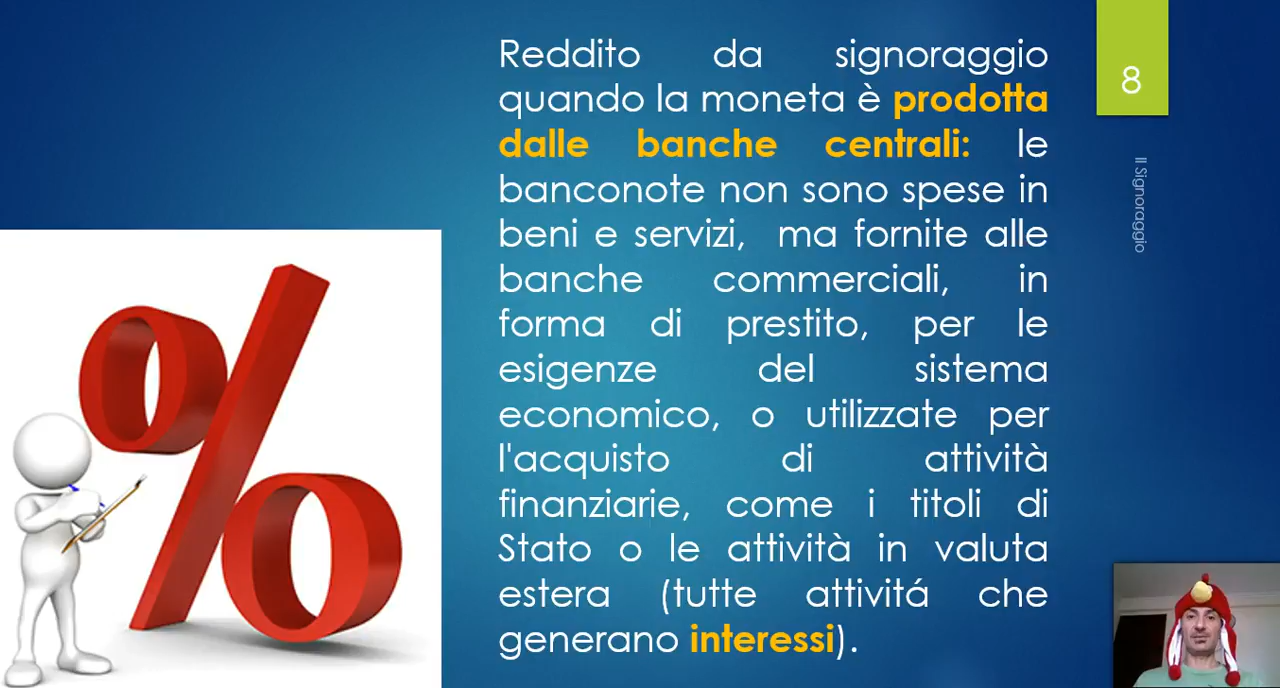 Reddito da signoraggio
quando la moneta è prodotta
dalle banche centrali: le
banconote non sono spese in
beni e servizi, ma fornite alle
banche commerciali, in
forma di prestito, per le
esigenze del sistema
economico, o utilizzate per
l'acquisto di attività
finanziarie, come i titoli di
Stato o le attività in valuta
estera (tutte attivitá che
generano interessi).
8
Il Signoraggio
%